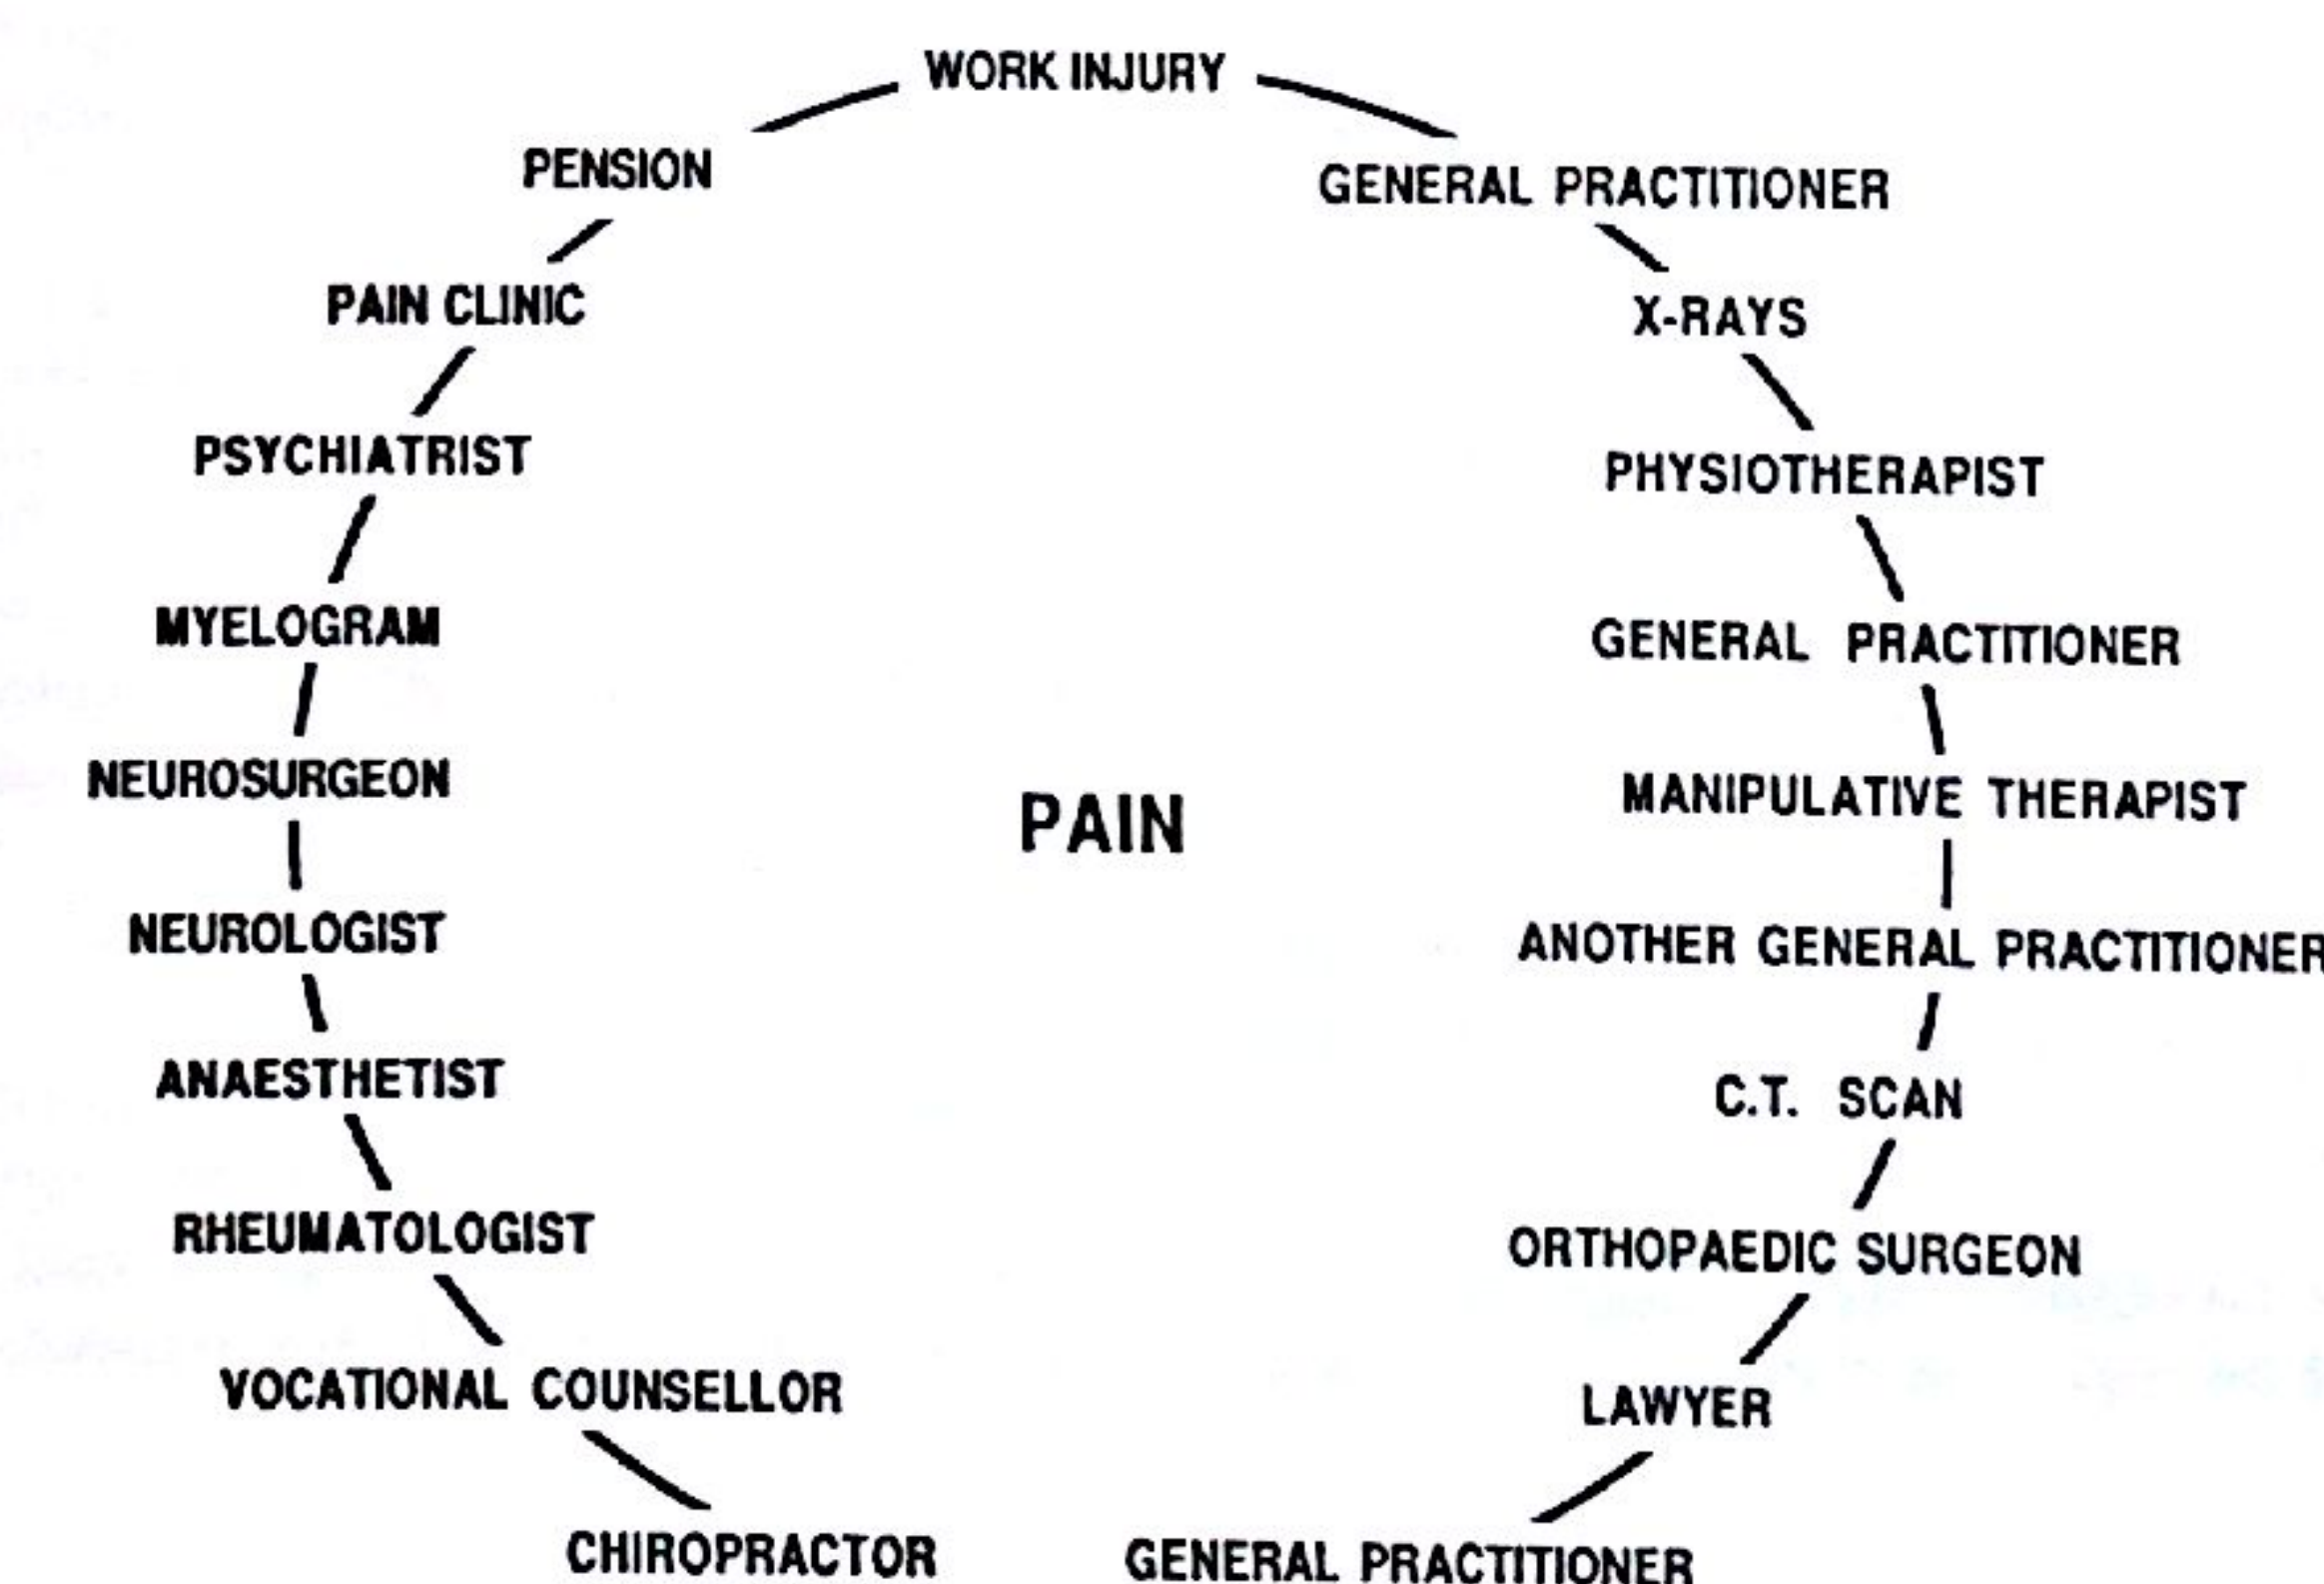 WORK INJURY
GENERAL PRACTITIONER
X-RAYS
PHYSIOTHERAPIST
GENERAL PRACTITIONER
MANIPULATIVE THERAPIST
ANOTHER GENERAL PRACTITIONER
C.T. SCAN
ORTHOPAEDIC SURGEON
LAWYER
GENERAL PRACTITIONER
CHIROPRACTOR
VOCATIONAL COUNSELLOR
RHEUMATOLOGIST
ANAESTHETIST
NEUROLOGIST
NEUROSURGEON
MYELOGRAM
PSYCHIATRIST
PAIN CLINIC
PENSION
PAIN